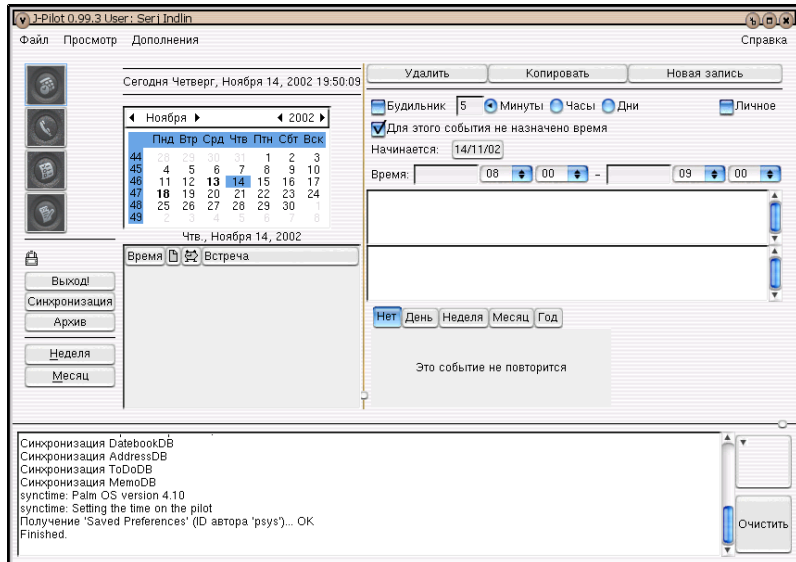 J-Pilot 0.99.3 User: Serj Indlin
Файл Просмотр Дополнения Справка
Сегодня Четверг, Ноября 14, 2002 19:50:09
Ноября 2002
Пнд Втр Срд Чтв Птн Сбт Вск
44 28 29 30 31 1 2 3
45 4 5 6 7 8 9 10
46 11 12 13 14 15 16 17
47 18 19 20 21 22 23 24
48 25 26 27 28 29 30 1
49 2 3 4 5 6 7 8
Чтв., Ноября 14, 2002
Время Встреча
Выход!
Синхронизация
Архив
Неделя
Месяц
Удалить Копировать Новая запись
Будильник 5 Минуты Часы Дни Личное
Для этого события не назначено время
Начинается: 14/11/02
Время: 08 00 – 09 00
Нет День Неделя Месяц Год
Это событие не повторится
Синхронизация DatebookDB
Синхронизация AddressDB
Синхронизация ToDoDB
Синхронизация MemoDB
synctime: Palm OS version 4.10
synctime: Setting the time on the pilot
Получение 'Saved Preferences' (ID автора 'psys')... OK
Finished.
Очистить